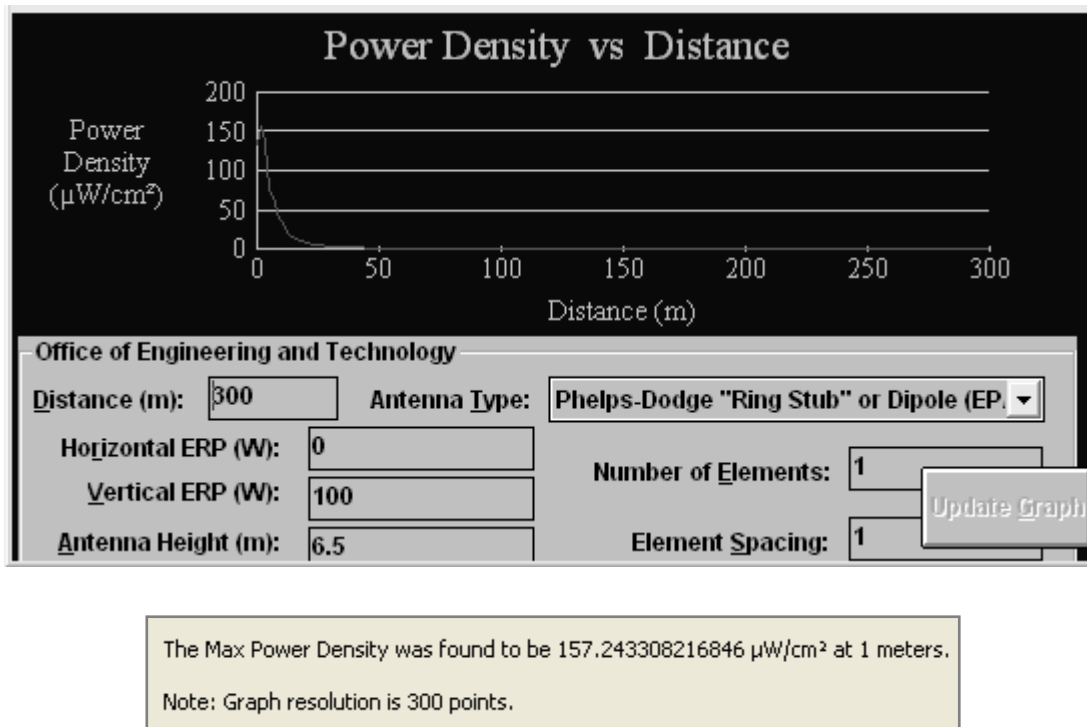 Power Density vs Distance
200
Power
Density
(µW/cm²)
150
100
50
0
0 50 100 150 200 250 300
Distance (m)
Office of Engineering and Technology
Distance (m): 300 Antenna Type: Phelps-Dodge "Ring Stub" or Dipole (EP.
Horizontal ERP (W): 0 Number of Elements: 1
Vertical ERP (W): 100 Update Graph
Antenna Height (m): 6.5 Element Spacing: 1
The Max Power Density was found to be 157.243308216846 µW/cm² at 1 meters.
Note: Graph resolution is 300 points.